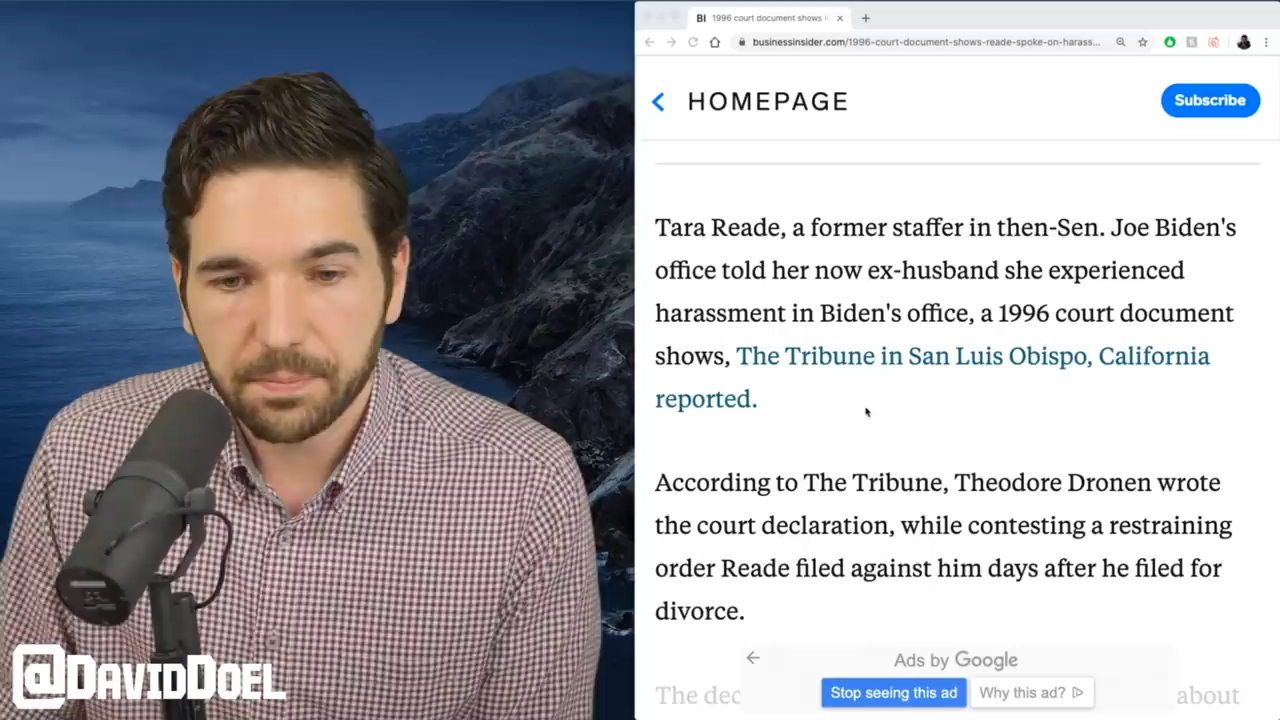 BI 1996 court document shows
businessinsider.com/1996-court-document-shows-reade-spoke-on-harass...
HOMEPAGE
Subscribe
Tara Reade, a former staffer in then-Sen. Joe Biden's
office told her now ex-husband she experienced
harassment in Biden's office, a 1996 court document
shows, The Tribune in San Luis Obispo, California
reported.
According to The Tribune, Theodore Dronen wrote
the court declaration, while contesting a restraining
order Reade filed against him days after he filed for
divorce.
Ads by Google
Stop seeing this ad
Why this ad?
The about
@DAVIDDOEL